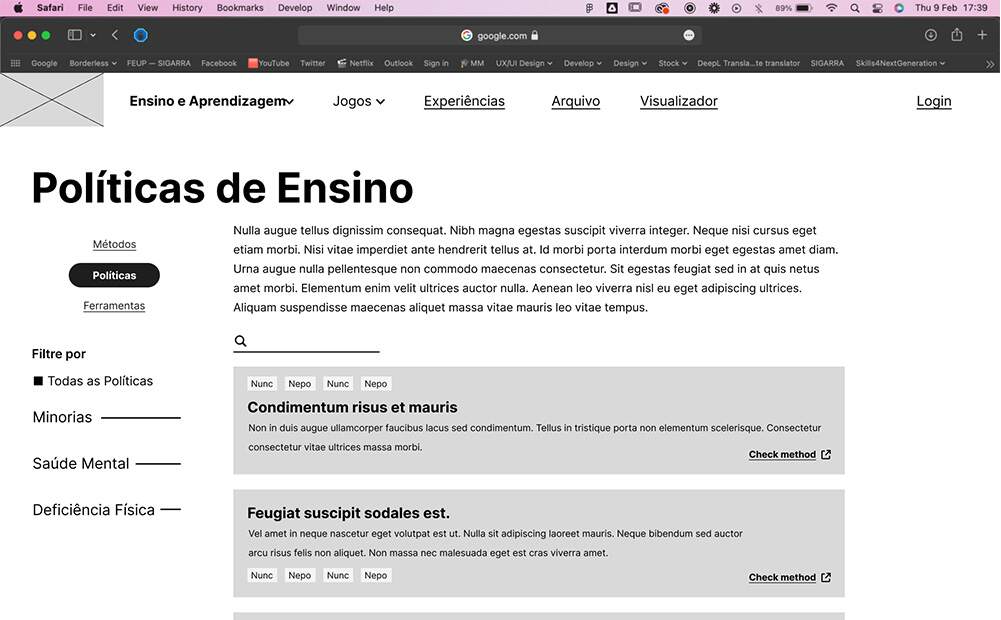 Safari File Edit View History Bookmarks Develop Window Help 89% Thu 9 Feb 17:39
google.com
Google Borderless FEUP — SIGARRA Facebook YouTube Twitter Netflix Outlook Sign in MM UX/UI Design Develop Design Stock DeepL Transla...te translator SIGARRA Skills4NextGeneration
Ensino e Aprendizagem Jogos Experiências Arquivo Visualizador Login
Políticas de Ensino
Métodos
Políticas
Ferramentas
Filtre por
Todas as Políticas
Minorias
Saúde Mental
Deficiência Física
Nulla augue tellus dignissim consequat. Nibh magna egestas suscipit viverra integer. Neque nisi cursus eget
etiam morbi. Nisi vitae imperdiet ante hendrerit tellus at. Id morbi porta interdum morbi eget egestas amet diam.
Urna augue nulla pellentesque non commodo maecenas consectetur. Sit egestas feugiat sed in at quis netus
amet morbi. Elementum enim velit ultrices auctor nulla. Aenean leo viverra nisl eu eget adipiscing ultrices.
Aliquam suspendisse maecenas aliquet massa vitae mauris leo vitae tempus.
Nunc Nepo Nunc Nepo
Condimentum risus et mauris
Non in duis augue ullamcorper faucibus lacus sed condimentum. Tellus in tristique porta non elementum scelerisque. Consectetur
consectetur vitae ultrices massa morbi.
Check method
Feugiat suscipit sodales est.
Vel amet in neque nascetur eget volutpat est ut. Nulla sit adipiscing laoreet mauris. Neque bibendum sed auctor
arcu risus felis non aliquet. Non massa nec malesuada eget est cras viverra amet.
Nunc Nepo Nunc Nepo
Check method